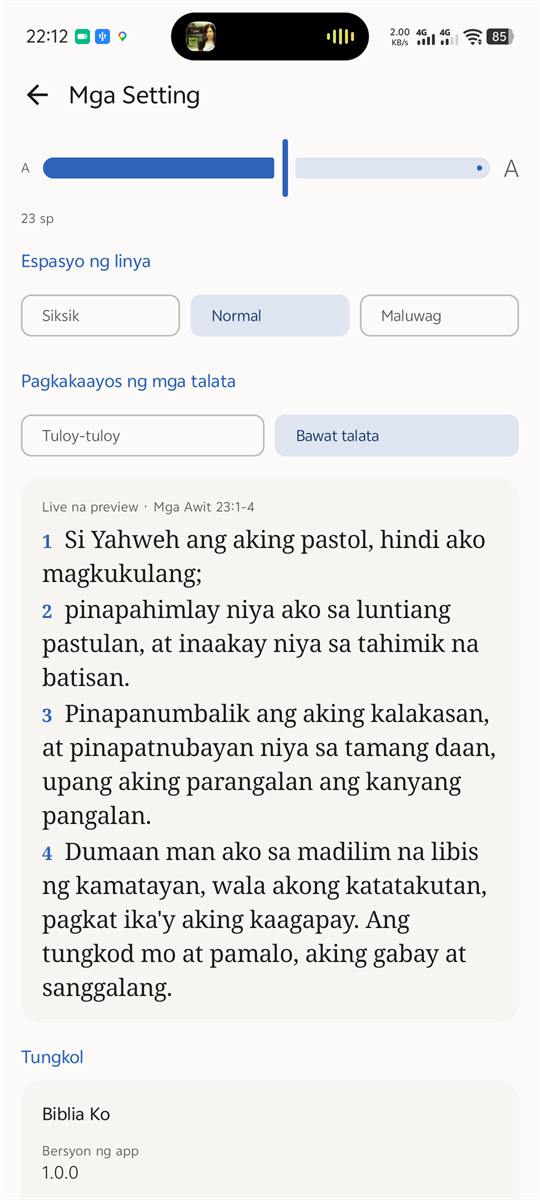 22:12
2.00
KB/s
4G
4G
85
Mga Setting
A
A
23 sp
Espasyo ng linya
Siksik
Normal
Maluwag
Pagkakaayos ng mga talata
Tuloy-tuloy
Bawat talata
Live na preview · Mga Awit 23:1-4
1 Si Yahweh ang aking pastol, hindi ako
magkukulang;
2 pinapahimlay niya ako sa luntiang
pastulan, at inaakay niya sa tahimik na
batisan.
3 Pinapanumbalik ang aking kalakasan,
at pinapatnubayan niya sa tamang daan,
upang aking parangalan ang kanyang
pangalan.
4 Dumaan man ako sa madilim na libis
ng kamatayan, wala akong katatakutan,
pagkat ika'y aking kaagapay. Ang
tungkod mo at pamalo, aking gabay at
sanggalang.
Tungkol
Biblia Ko
Bersyon ng app
1.0.0